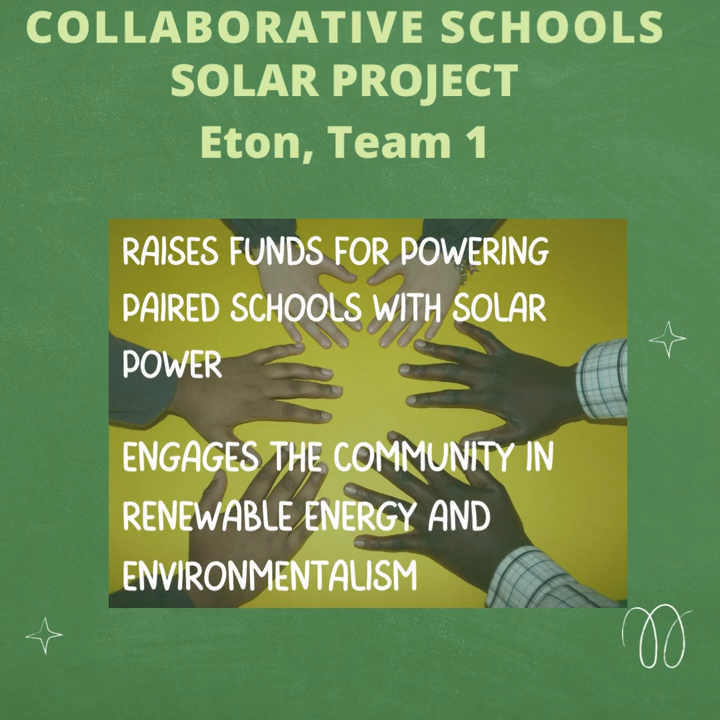 COLLABORATIVE SCHOOLS
SOLAR PROJECT
Eton, Team 1
RAISES FUNDS FOR POWERING
PAIRED SCHOOLS WITH SOLAR
POWER
ENGAGES THE COMMUNITY IN
RENEWABLE ENERGY AND
ENVIRONMENTALISM